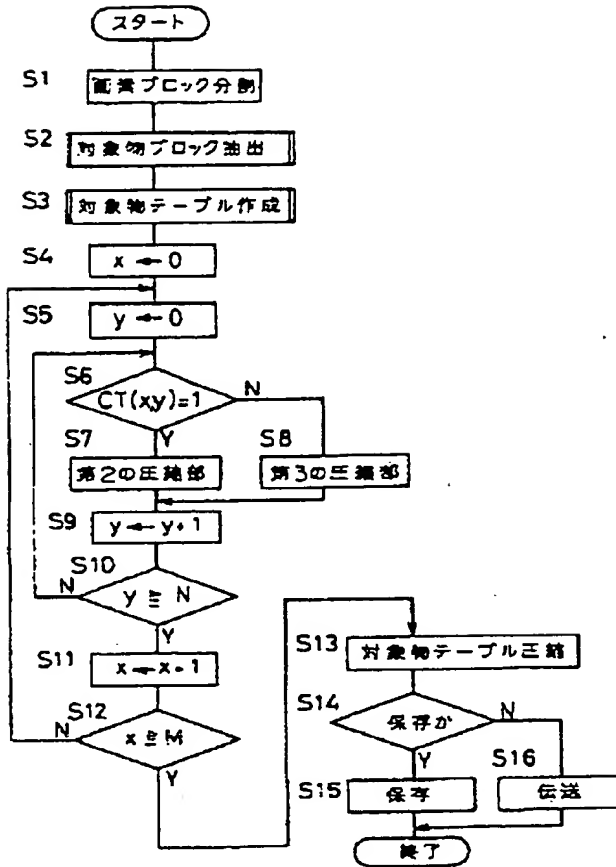 スタート
S1
画像ブロック分割
S2
対象物ブロック抽出
S3
対象物テーブル作成
S4
x ← 0
S5
y ← 0
S6
CT(x,y)=1
N
Y
S7
第2の圧縮部
S8
第3の圧縮部
S9
y ← y+1
S10
y ≧ N
N
Y
S11
x ← x+1
S12
x ≧ M
N
Y
S13
対象物テーブル圧縮
S14
保存か
N
Y
S15
保存
S16
伝送
終了